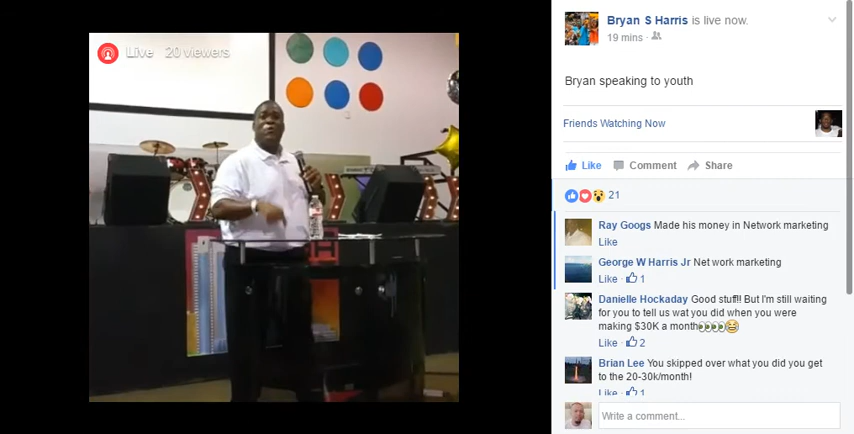 Live 20 viewers
Bryan S Harris is live now.
19 mins ·
Bryan speaking to youth
Friends Watching Now
Like Comment Share
21
Ray Googs Made his money in Network marketing
Like
George W Harris Jr Net work marketing
Like · 1
Danielle Hockaday Good stuff!! But I'm still waiting
for you to tell us wat you did when you were
making $30K a month
Like · 2
Brian Lee You skipped over what you did you get
to the 20-30k/month!
Like · 1
Write a comment...